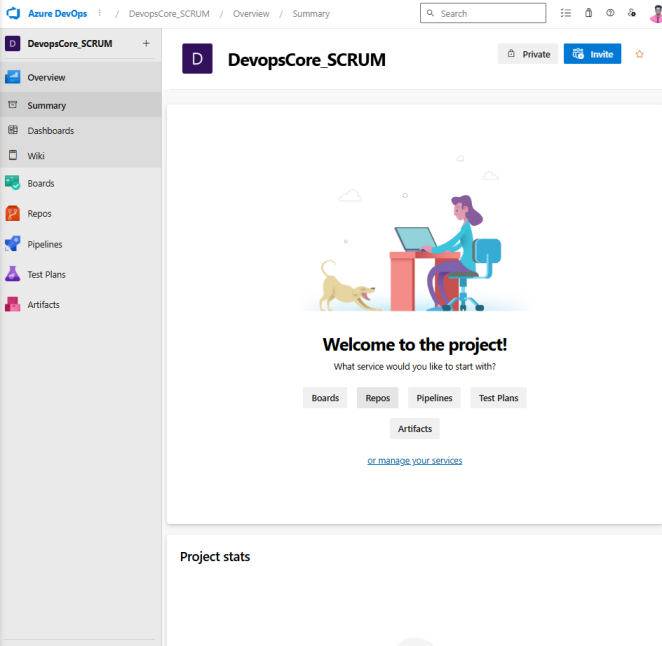 Azure DevOps / DevopsCore_SCRUM / Overview / Summary
Search
D DevopsCore_SCRUM +
Overview
Summary
Dashboards
Wiki
Boards
Repos
Pipelines
Test Plans
Artifacts
D DevopsCore_SCRUM
Private
Invite
Welcome to the project!
What service would you like to start with?
Boards Repos Pipelines Test Plans
Artifacts
or manage your services
Project stats